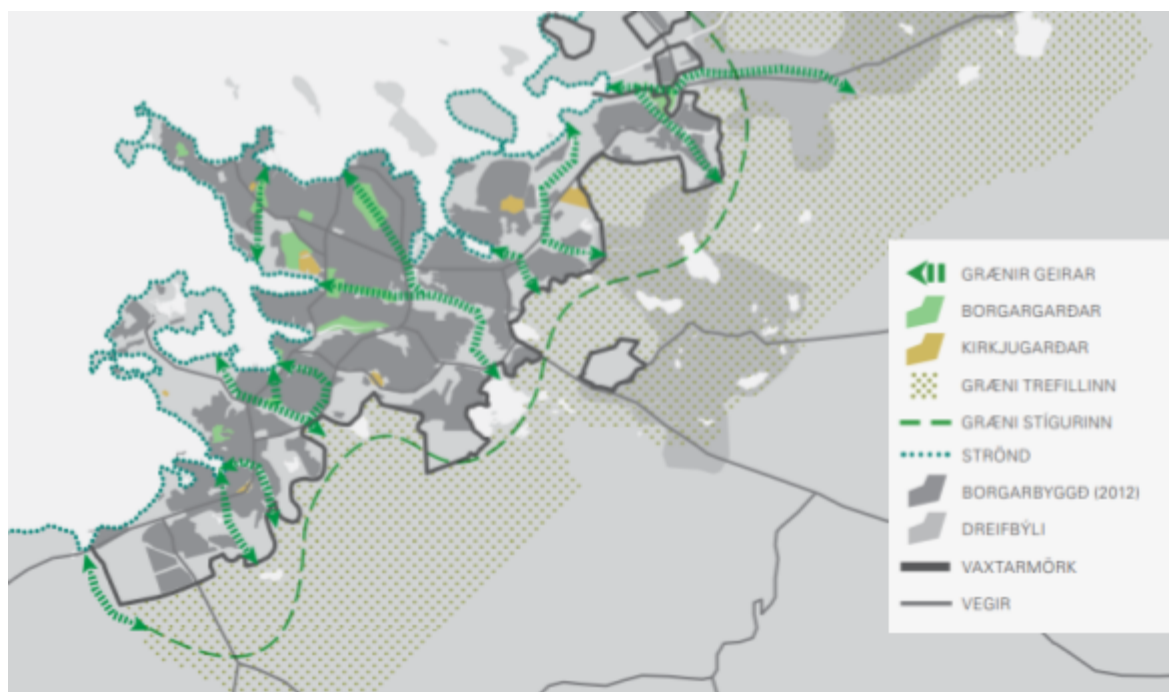 GRÆNIR GEIRAR
BORGARGARÐAR
KIRKJUGARÐAR
GRÆNI TREFILLINN
GRÆNI STÍGURINN
STRÖND
BORGARBYGGÐ (2012)
DREIFBÝLI
VAXTARMÖRK
VEGIR